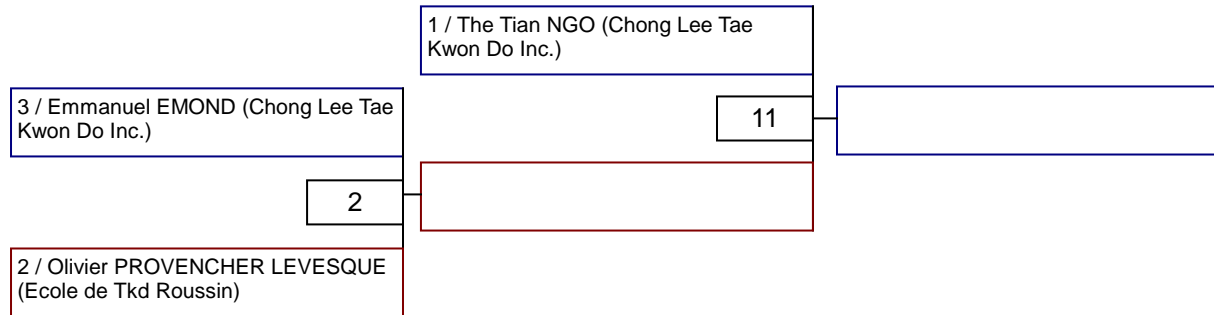 1 / The Tian NGO (Chong Lee Tae
Kwon Do Inc.)
3 / Emmanuel EMOND (Chong Lee Tae
Kwon Do Inc.)
11
2
2 / Olivier PROVENCHER LEVESQUE
(Ecole de Tkd Roussin)